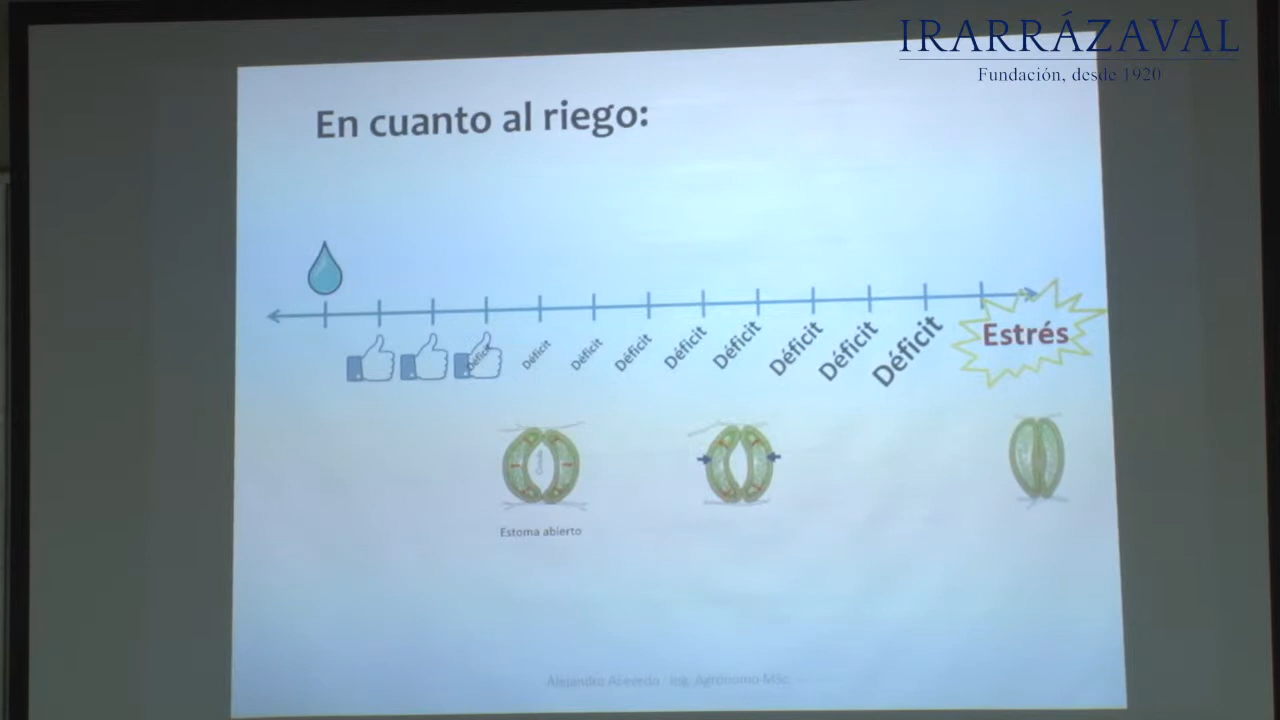 IRARRÁZAVAL
Fundación, desde 1920
En cuanto al riego:
Déficit
Déficit
Déficit
Déficit
Déficit
Déficit
Déficit
Déficit
Déficit
Estrés
Estoma abierto
Alejandro Acevedo Ing. Agrónomo MSc.